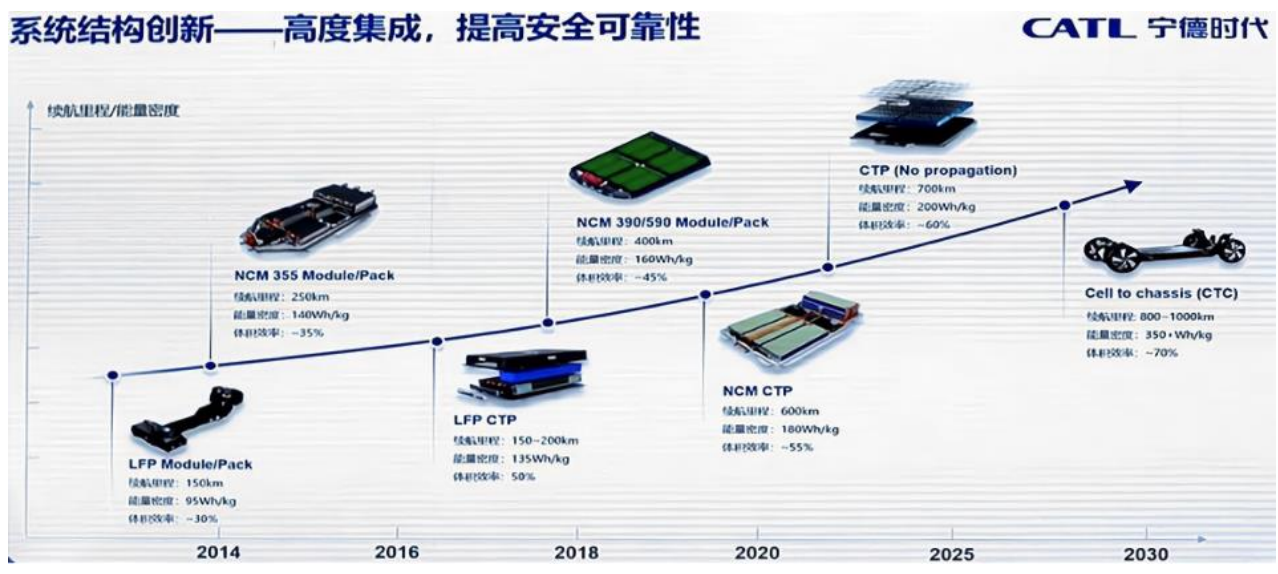 系统结构创新——高度集成，提高安全可靠性
CATL 宁德时代
续航里程/能量密度
CTP (No propagation)
续航里程：700km
能量密度：200Wh/kg
体积效率：~60%
NCM 390/590 Module/Pack
续航里程：400km
能量密度：160Wh/kg
体积效率：~45%
NCM 355 Module/Pack
续航里程：250km
能量密度：140Wh/kg
体积效率：~35%
Cell to chassis (CTC)
续航里程：800~1000km
能量密度：350+Wh/kg
体积效率：~70%
NCM CTP
续航里程：600km
能量密度：180Wh/kg
体积效率：~55%
LFP CTP
续航里程：150~200km
能量密度：135Wh/kg
体积效率：50%
LFP Module/Pack
续航里程：150km
能量密度：95Wh/kg
体积效率：~30%
2014
2016
2018
2020
2025
2030